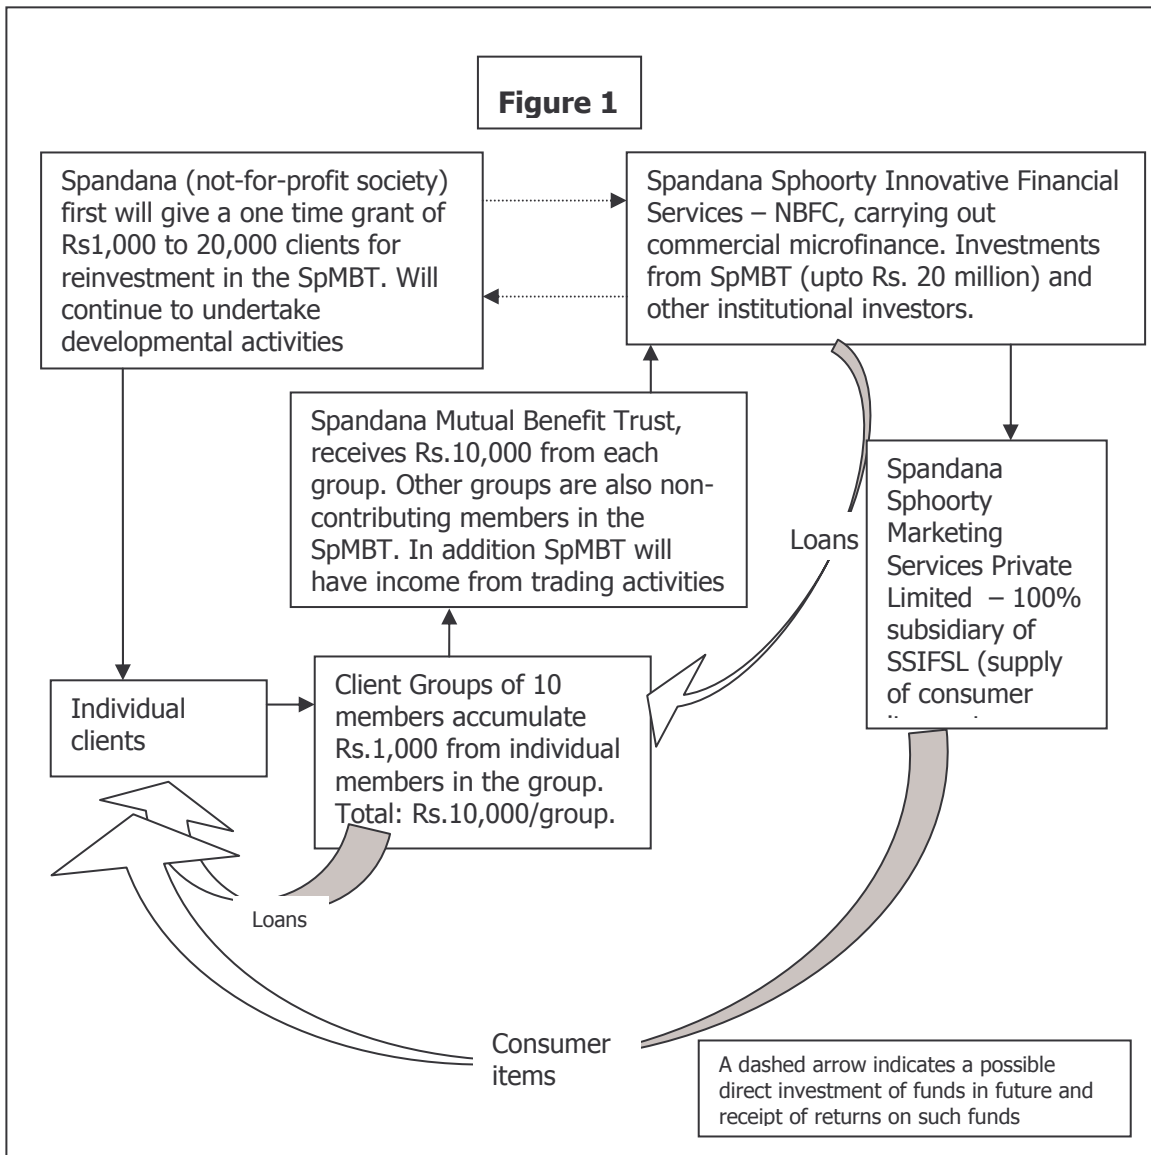 Figure 1
Spandana (not-for-profit society)
first will give a one time grant of
Rs1,000 to 20,000 clients for
reinvestment in the SpMBT. Will
continue to undertake
developmental activities
Spandana Sphoorty Innovative Financial
Services – NBFC, carrying out
commercial microfinance. Investments
from SpMBT (upto Rs. 20 million) and
other institutional investors.
Spandana Mutual Benefit Trust,
receives Rs.10,000 from each
group. Other groups are also non-
contributing members in the
SpMBT. In addition SpMBT will
have income from trading activities
Loans
Spandana
Sphoorty
Marketing
Services Private
Limited – 100%
subsidiary of
SSIFSL (supply
of consumer
Individual
clients
Client Groups of 10
members accumulate
Rs.1,000 from individual
members in the group.
Total: Rs.10,000/group.
Loans
Consumer
items
A dashed arrow indicates a possible
direct investment of funds in future and
receipt of returns on such funds